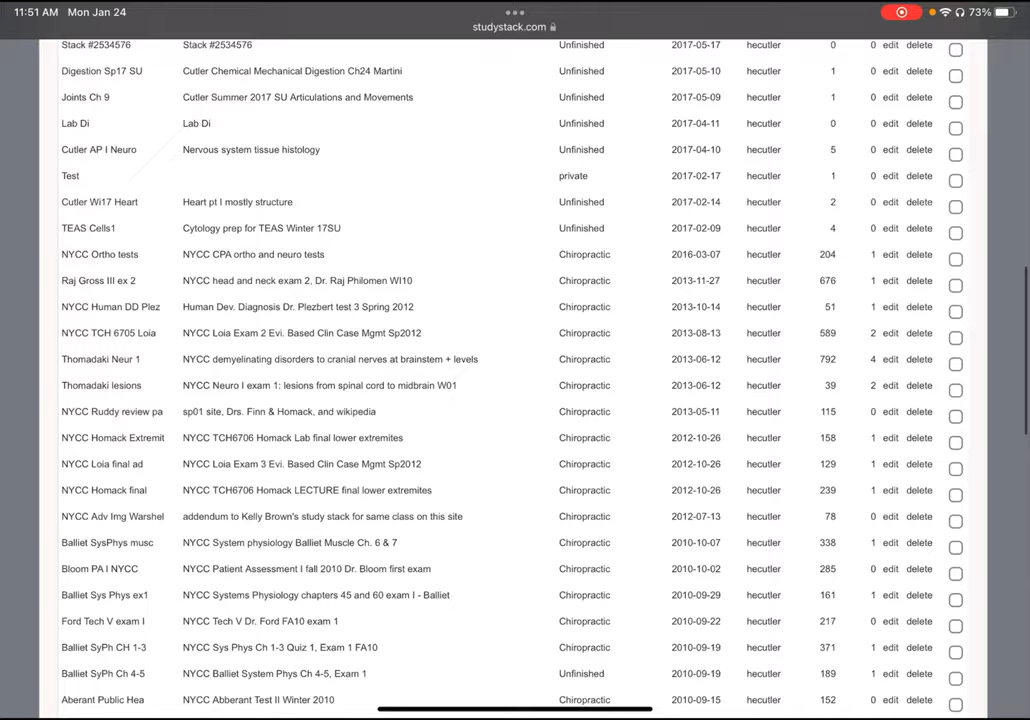 11:51 AM Mon Jan 24
73%
studystack.com
Stack #2534576 Stack #2534576 Unfinished 2017-05-17 hecutler 0 0 edit delete
Digestion Sp17 SU Cutler Chemical Mechanical Digestion Ch24 Martini Unfinished 2017-05-10 hecutler 1 0 edit delete
Joints Ch 9 Cutler Summer 2017 SU Articulations and Movements Unfinished 2017-05-09 hecutler 1 0 edit delete
Lab Di Lab Di Unfinished 2017-04-11 hecutler 0 0 edit delete
Cutler AP I Neuro Nervous system tissue histology Unfinished 2017-04-10 hecutler 5 0 edit delete
Test private 2017-02-17 hecutler 1 0 edit delete
Cutler Wi17 Heart Heart pt I mostly structure Unfinished 2017-02-14 hecutler 2 0 edit delete
TEAS Cells1 Cytology prep for TEAS Winter 17SU Unfinished 2017-02-09 hecutler 4 0 edit delete
NYCC Ortho tests NYCC CPA ortho and neuro tests Chiropractic 2016-03-07 hecutler 204 1 edit delete
Raj Gross III ex 2 NYCC head and neck exam 2, Dr. Raj Philomen WI10 Chiropractic 2013-11-27 hecutler 676 1 edit delete
NYCC Human DD Plez Human Dev. Diagnosis Dr. Plezbert test 3 Spring 2012 Chiropractic 2013-10-14 hecutler 51 1 edit delete
NYCC TCH 6705 Loia NYCC Loia Exam 2 Evi. Based Clin Case Mgmt Sp2012 Chiropractic 2013-08-13 hecutler 589 2 edit delete
Thomadaki Neur 1 NYCC demyelinating disorders to cranial nerves at brainstem + levels Chiropractic 2013-06-12 hecutler 792 4 edit delete
Thomadaki lesions NYCC Neuro I exam 1: lesions from spinal cord to midbrain W01 Chiropractic 2013-06-12 hecutler 39 2 edit delete
NYCC Ruddy review pa sp01 site, Drs. Finn & Homack, and wikipedia Chiropractic 2013-05-11 hecutler 115 0 edit delete
NYCC Homack Extremit NYCC TCH6706 Homack Lab final lower extremites Chiropractic 2012-10-26 hecutler 158 1 edit delete
NYCC Loia final ad NYCC Loia Exam 3 Evi. Based Clin Case Mgmt Sp2012 Chiropractic 2012-10-26 hecutler 129 1 edit delete
NYCC Homack final NYCC TCH6706 Homack LECTURE final lower extremites Chiropractic 2012-10-26 hecutler 239 1 edit delete
NYCC Adv Img Warshel addendum to Kelly Brown's study stack for same class on this site Chiropractic 2012-07-13 hecutler 78 0 edit delete
Balliet SysPhys musc NYCC System physiology Balliet Muscle Ch. 6 & 7 Chiropractic 2010-10-07 hecutler 338 1 edit delete
Bloom PA I NYCC NYCC Patient Assessment I fall 2010 Dr. Bloom first exam Chiropractic 2010-10-02 hecutler 285 0 edit delete
Balliet Sys Phys ex1 NYCC Systems Physiology chapters 45 and 60 exam I - Balliet Chiropractic 2010-09-29 hecutler 161 1 edit delete
Ford Tech V exam I NYCC Tech V Dr. Ford FA10 exam 1 Chiropractic 2010-09-22 hecutler 217 0 edit delete
Balliet SyPh CH 1-3 NYCC Sys Phys Ch 1-3 Quiz 1, Exam 1 FA10 Chiropractic 2010-09-19 hecutler 371 1 edit delete
Balliet SyPh Ch 4-5 NYCC Balliet System Phys Ch 4-5, Exam 1 Unfinished 2010-09-19 hecutler 189 1 edit delete
Aberant Public Hea NYCC Abberant Test II Winter 2010 Chiropractic 2010-09-15 hecutler 152 0 edit delete